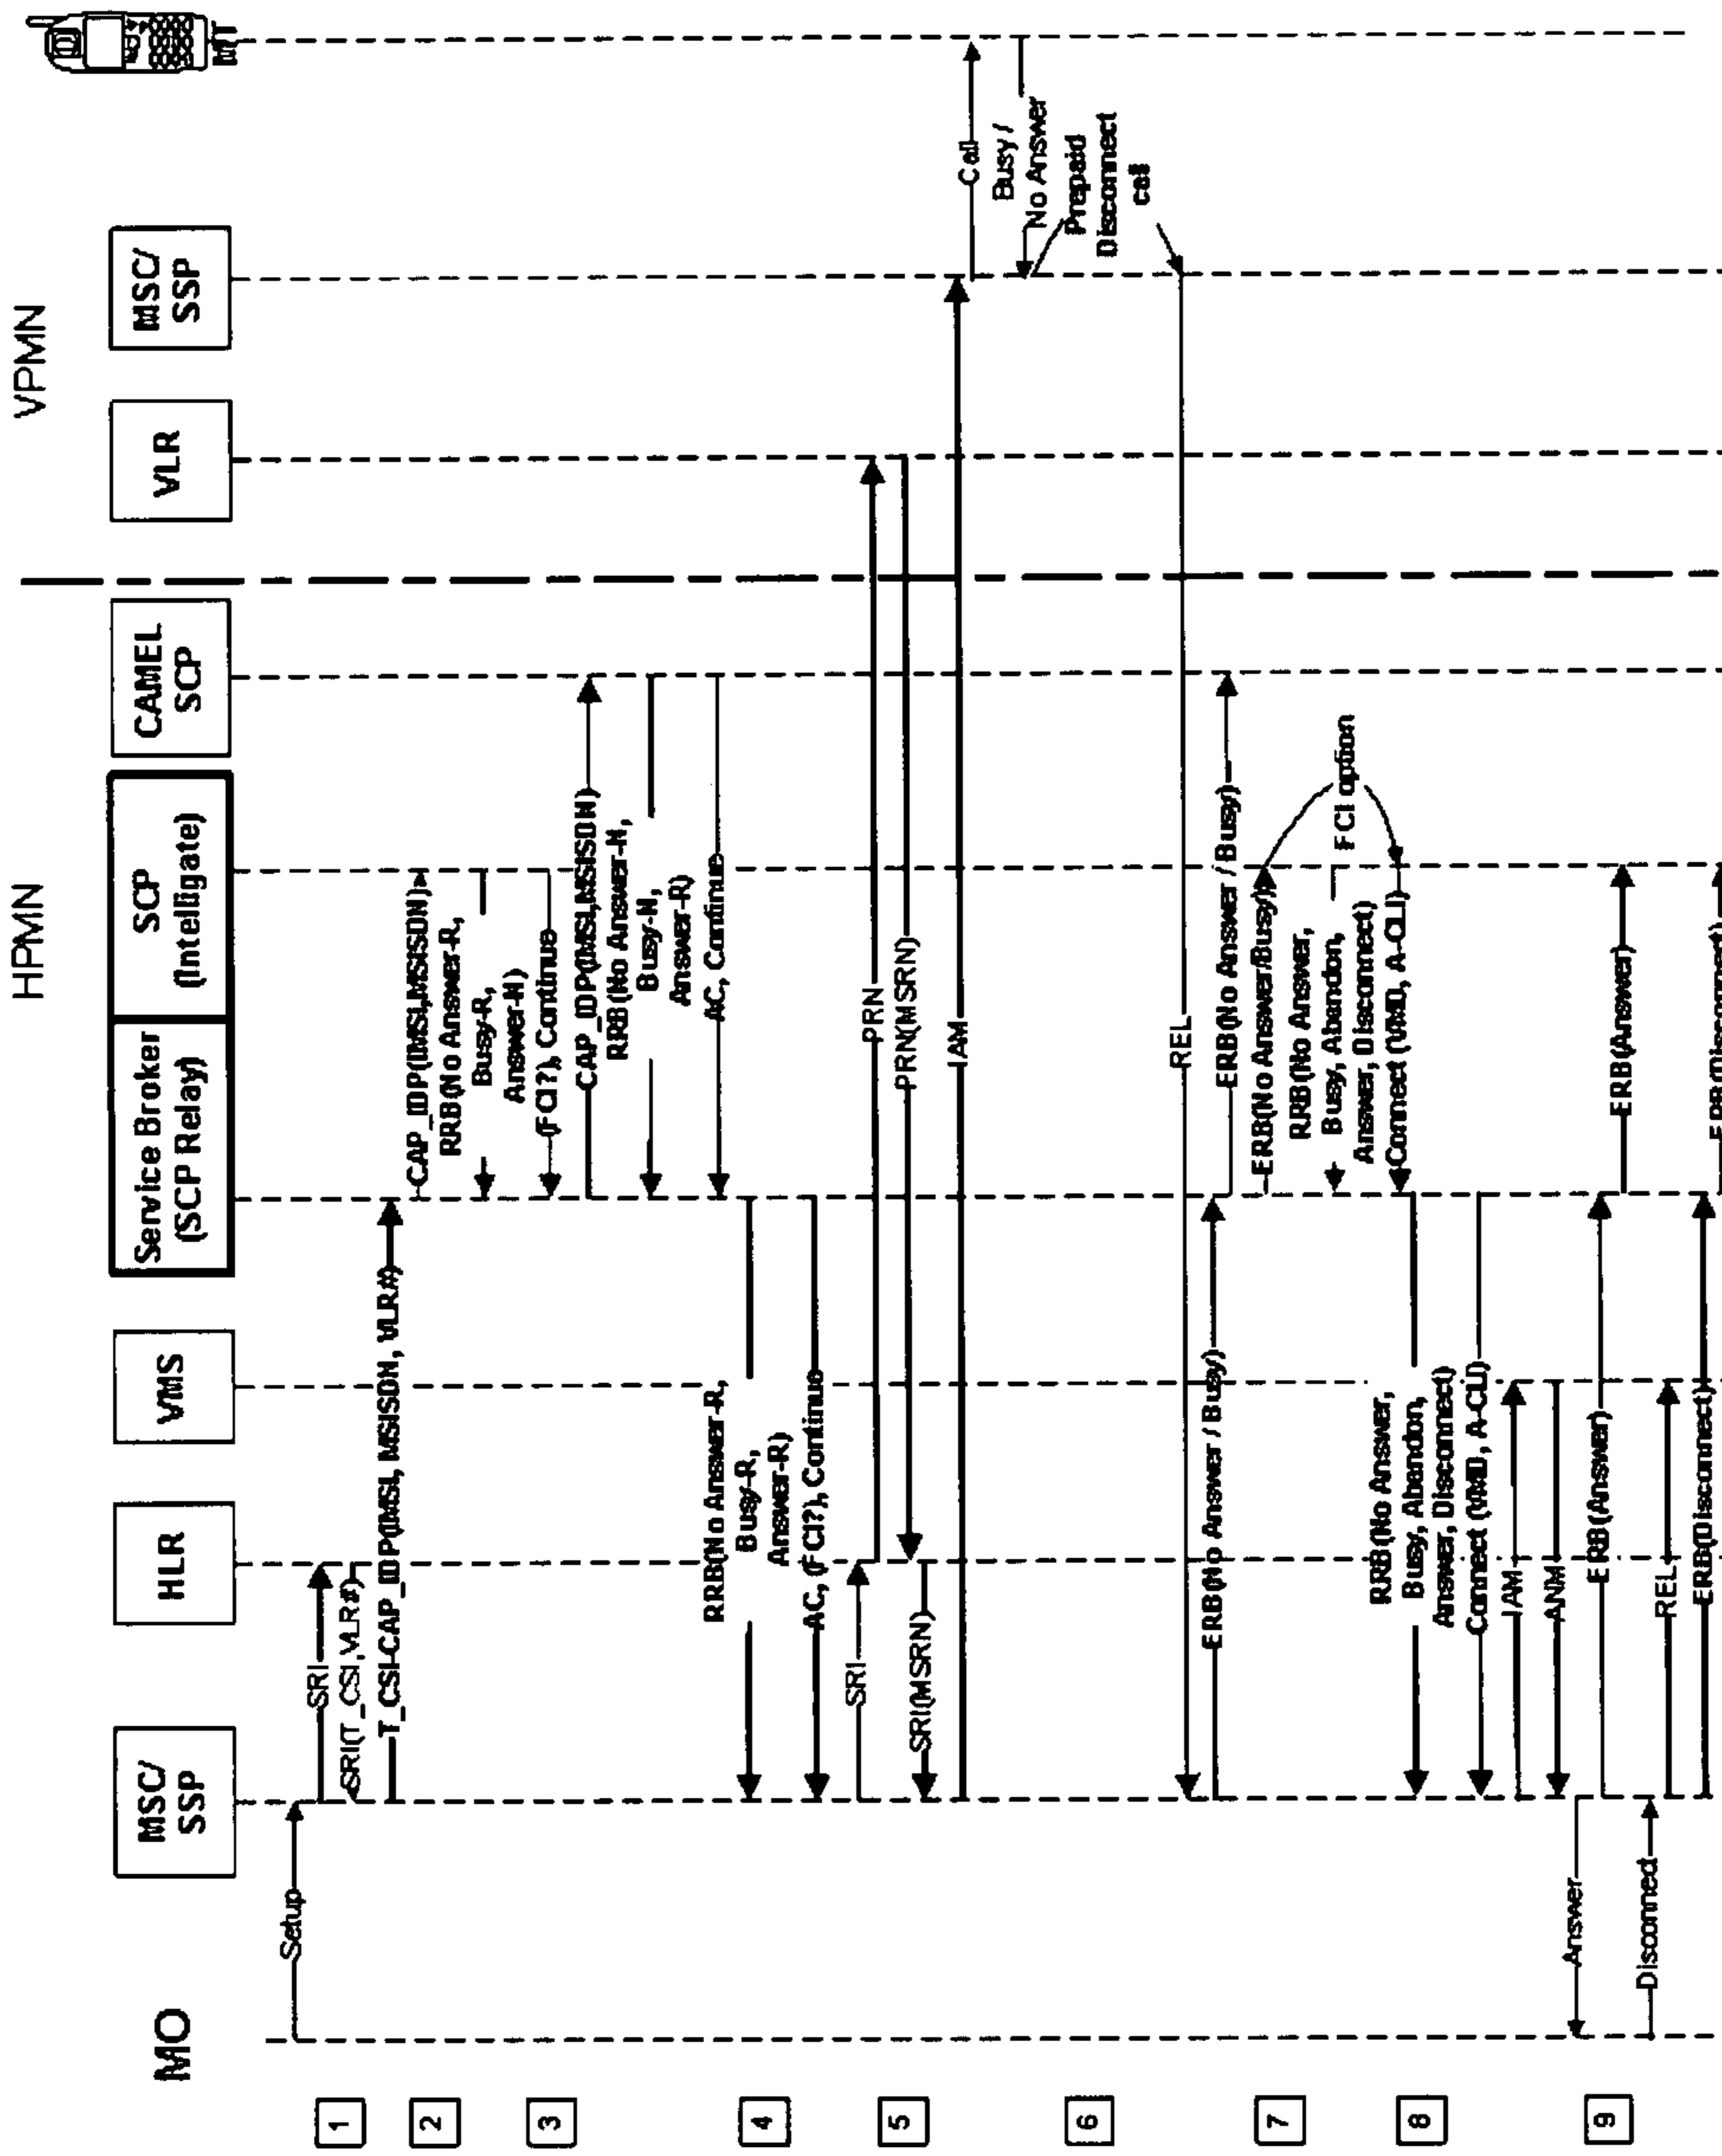 HPMN
VPMN
MO
MSC/
SSP
HLR
VMS
Service Broker
(SCP Relay)
SCP
(Intelligate)
CAMEL
SCP
VLR
MSC/
SSP
MT
1
Setup
SRI
SRI(T_CSI,VLR#)
2
T_CSI-CAP_IDP(IMSI, MSISDN, VLR#)
CAP_IDP(IMSI,MSISDN)
RRB(No Answer-R,
Busy-R,
Answer-N)
3
(FCI?), Continue
CAP_IDP(IMSI,MSISDN)
RRB(No Answer-N,
Busy-N,
Answer-R)
AC, Continue
4
RRB(No Answer-R,
Busy-R,
Answer-R)
AC, (FCI?), Continue
5
SRI
PRN
PRN(MSRN)
SRI(MSRN)
IAM
Call
Busy /
No Answer
6
Prepaid
Disconnect
call
REL
ERB(No Answer / Busy)
ERB(No Answer / Busy)
7
ERB(No Answer/Busy)
RRB(No Answer,
Busy, Abandon,
Answer, Disconnect)
FCI option
Connect (VMD, A-CLI)
8
RRB(No Answer,
Busy, Abandon,
Answer, Disconnect)
Connect (VMD, A-CLI)
IAM
ANM
9
Answer
ERB(Answer)
ERB(Answer)
Disconnected
REL
ERB(Disconnect)
ERB(Disconnect)